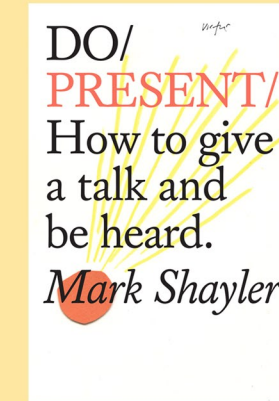 DO/
PRESENT/
How to give
a talk and
be heard.
Mark Shayler